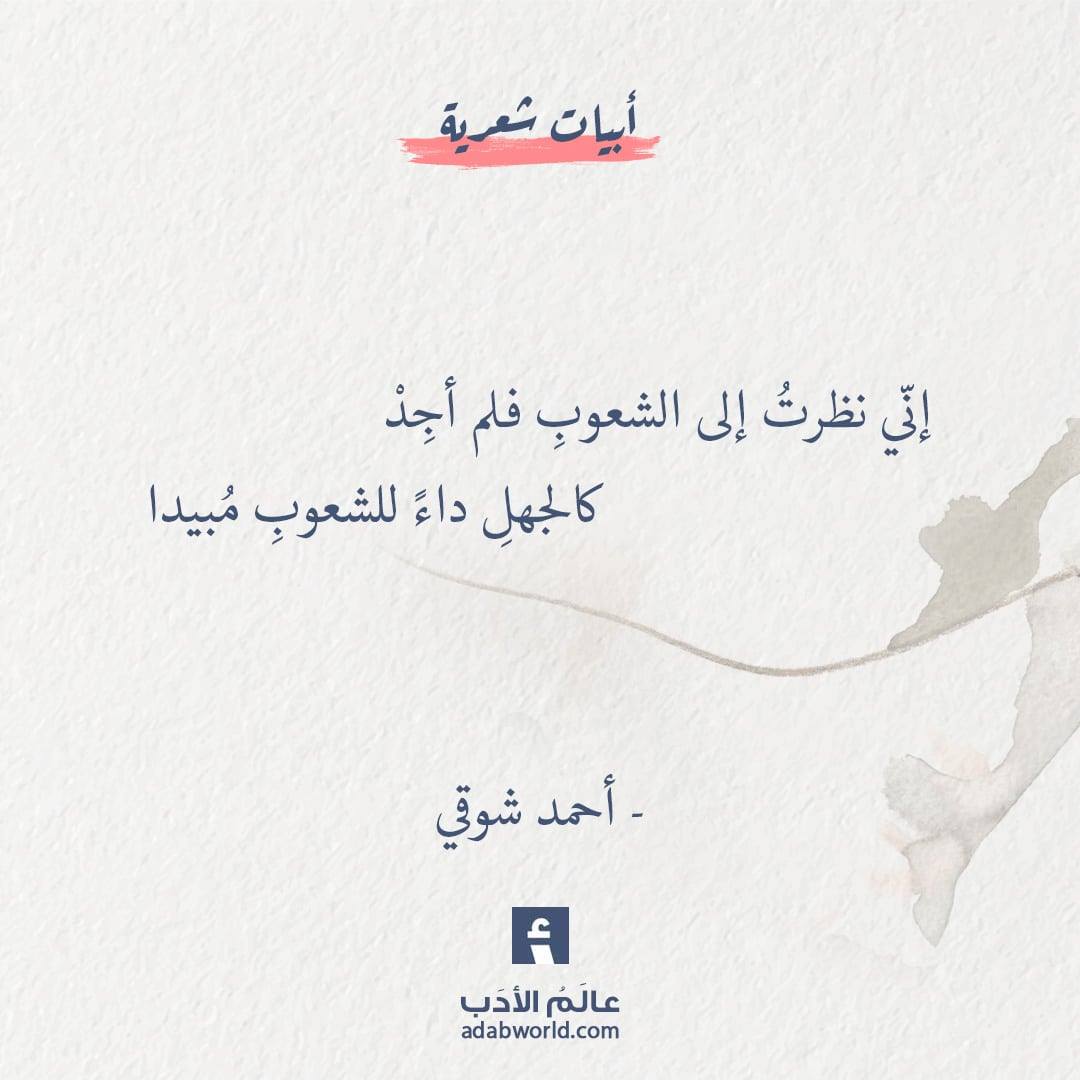 أبيات شعرية
إنّي نظرتُ إلى الشعوبِ فلم أجِدْ
كالجهلِ داءً للشعوبِ مُبيدا
- أحمد شوقي
أ
عالَمُ الأدَب
adabworld.com